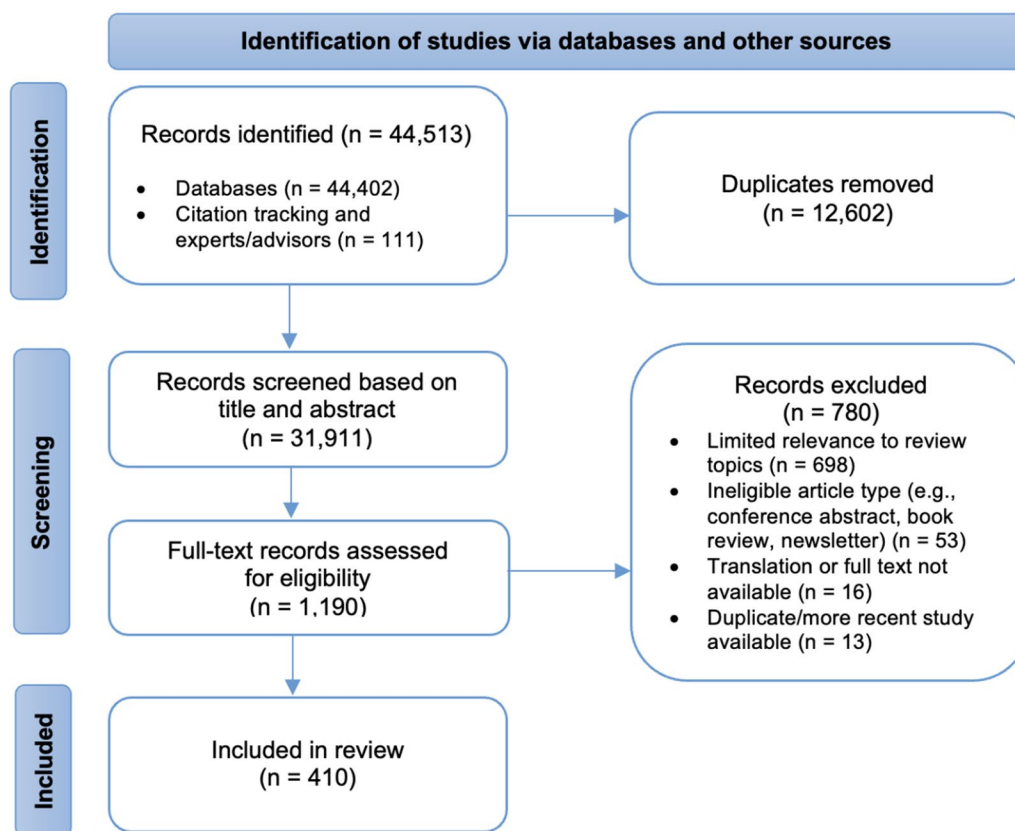 Identification of studies via databases and other sources
Identification
Records identified (n = 44,513)
• Databases (n = 44,402)
• Citation tracking and
experts/advisors (n = 111)
Duplicates removed
(n = 12,602)
Screening
Records screened based on
title and abstract
(n = 31,911)
Full-text records assessed
for eligibility
(n = 1,190)
Records excluded
(n = 780)
• Limited relevance to review
topics (n = 698)
• Ineligible article type (e.g.,
conference abstract, book
review, newsletter) (n = 53)
• Translation or full text not
available (n = 16)
• Duplicate/more recent study
available (n = 13)
Included
Included in review
(n = 410)